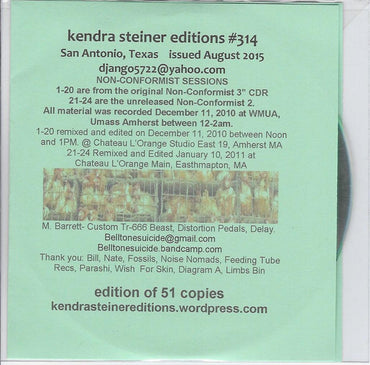 kendra steiner editions #314
San Antonio, Texas issued August 2015
django5722@yahoo.com
NON-CONFORMIST SESSIONS
1-20 are from the original Non-Conformist 3" CDR
21-24 are the unreleased Non-Conformist 2.
All material was recorded December 11, 2010 at WMUA,
Umass Amherst between 12-2am.
1-20 remixed and edited on December 11, 2010 between Noon
and 1PM. @ Chateau L'Orange Studio East 19, Amherst MA
21-24 Remixed and Edited January 10, 2011 at
Chateau L'Orange Main, Easthmapton, MA
M. Barrett- Custom Tr-666 Beast, Distortion Pedals, Delay.
Belltonesuicide@gmail.com
Belltonesuicide.bandcamp.com
Thank you: Bill, Nate, Fossils, Noise Nomads, Feeding Tube
Recs, Parashi, Wish For Skin, Diagram A, Limbs Bin
edition of 51 copies
kendrasteinereditions.wordpress.com